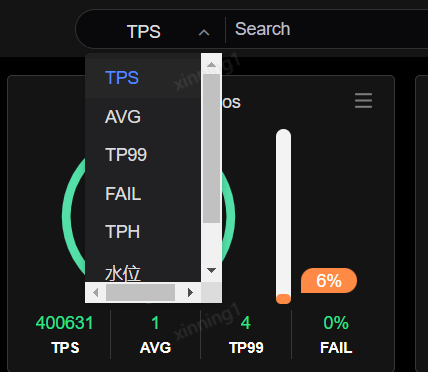 TPS
Search
TPS
AVG
TP99
FAIL
TPH
水位
os
6%
400631
1
4
0%
TPS
AVG
TP99
FAIL
xinning1
xinning1